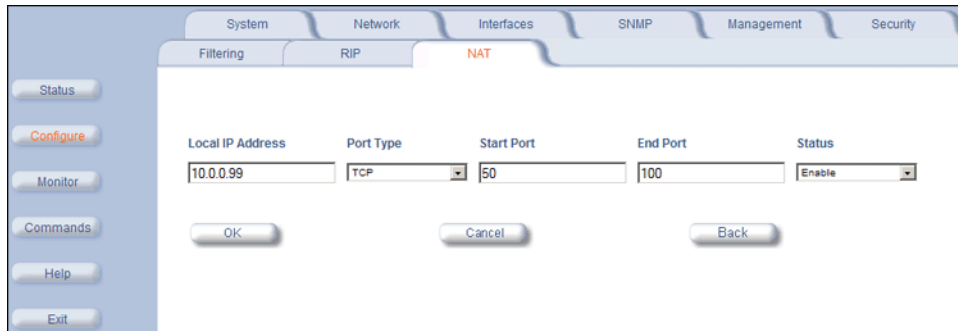 System Network Interfaces SNMP Management Security
Filtering RIP NAT
Status
Configure
Monitor
Commands
Help
Exit
Local IP Address Port Type Start Port End Port Status
10.0.0.99 TCP 50 100 Enable
OK Cancel Back